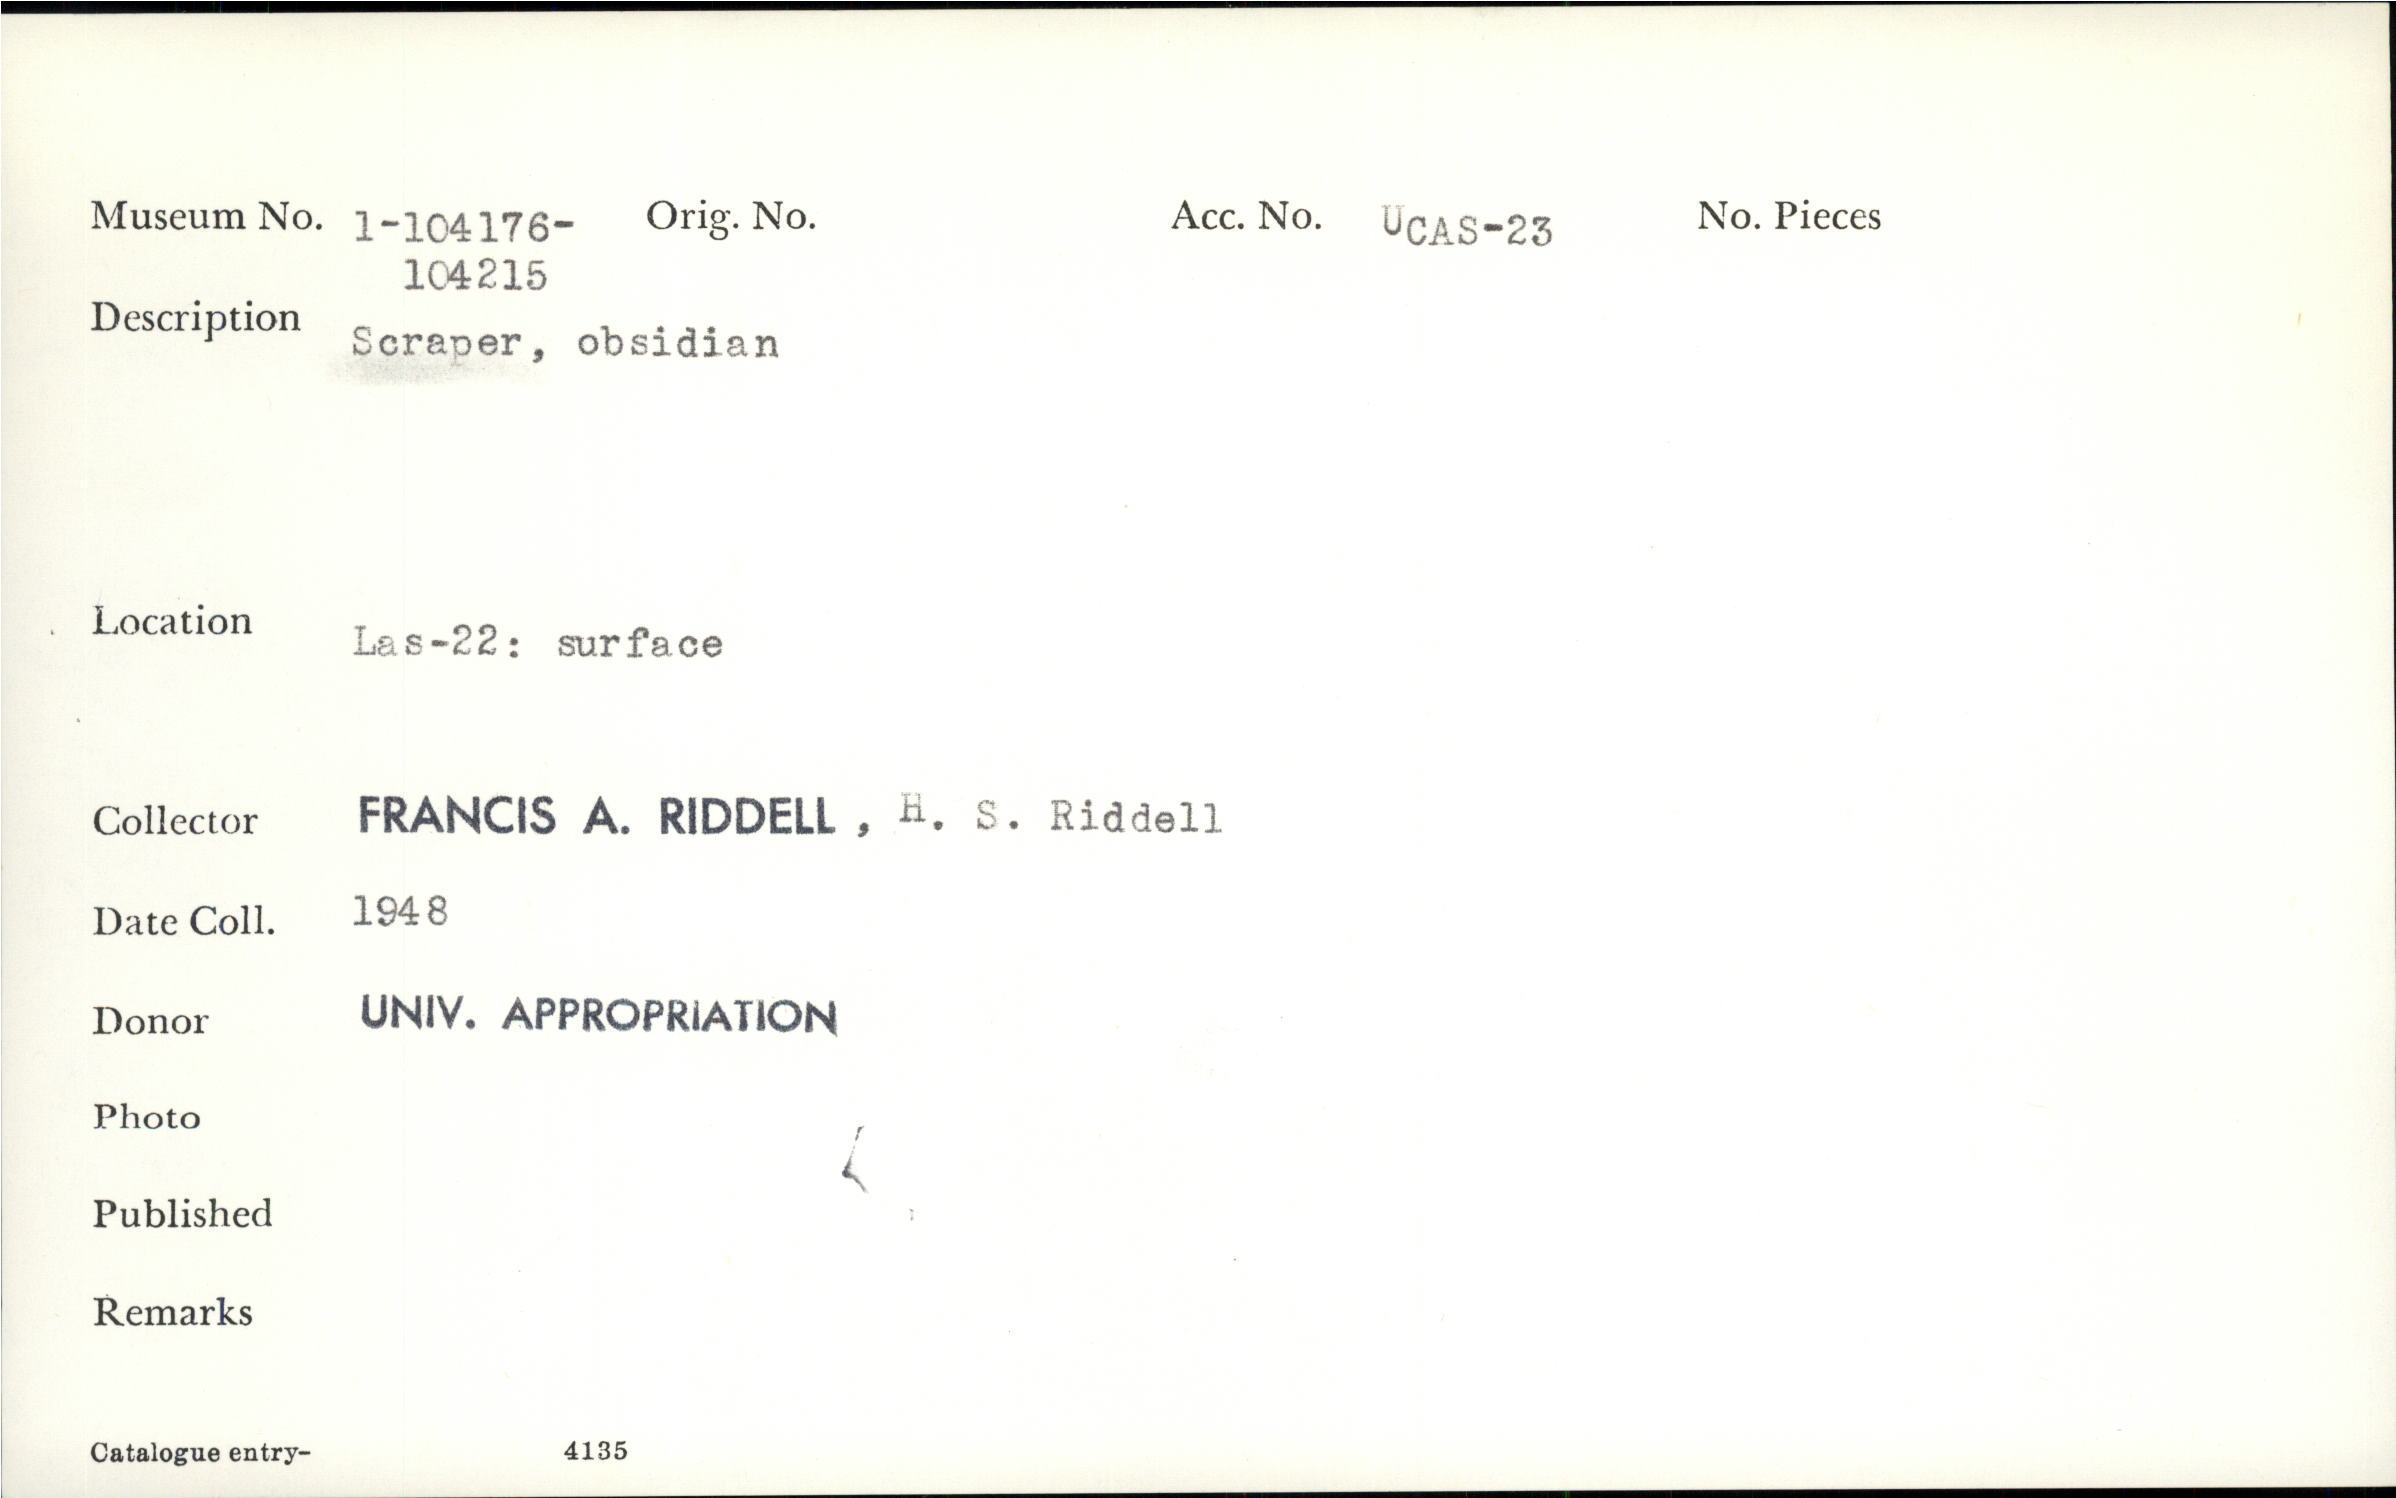 Museum No. 1-104176- Orig. No. Acc. No. UCAS-23 No. Pieces
104215
Description Scraper, obsidian
Location Las-22: surface
Collector FRANCIS A. RIDDELL, H. S. Riddell
Date Coll. 1948
Donor UNIV. APPROPRIATION
Photo
Published
Remarks
Catalogue entry- 4135